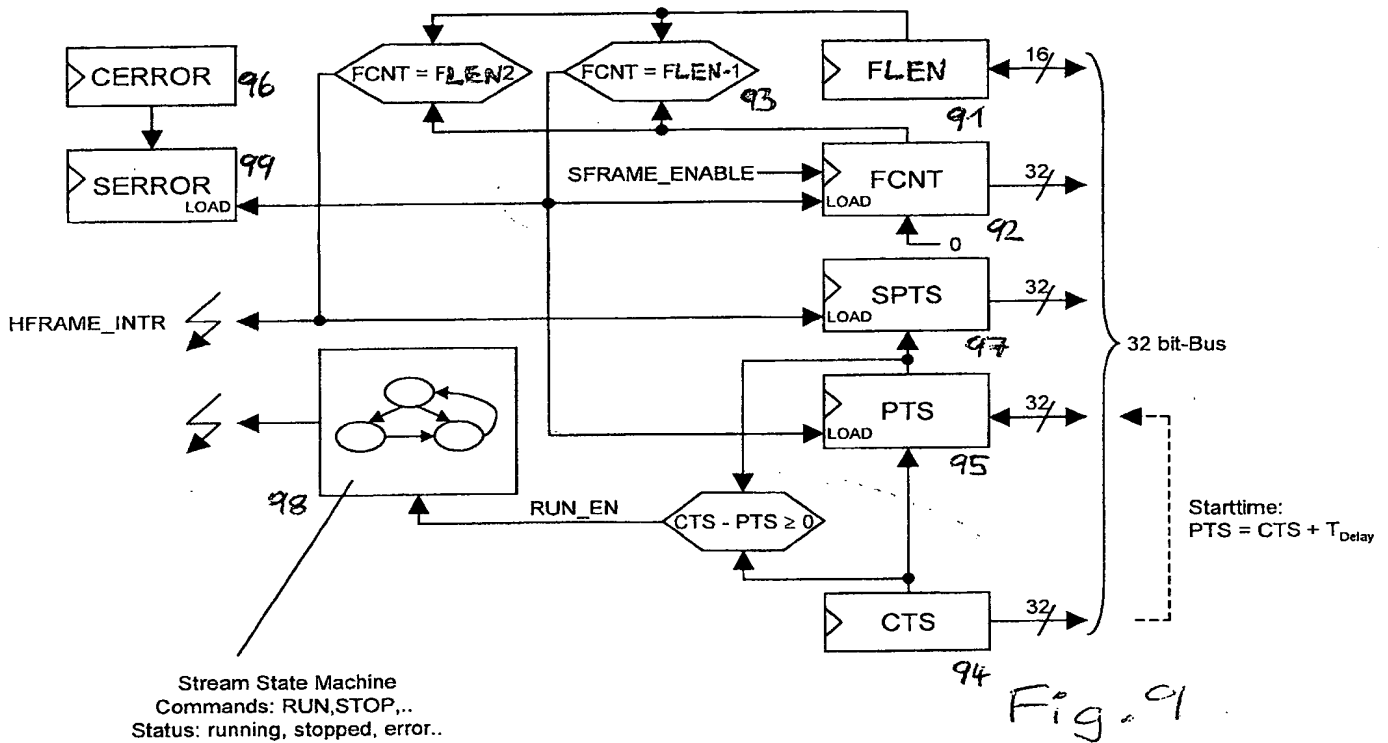 CERROR
96
FCNT = FLEN2
FCNT = FLEN-1
93
FLEN
16
91
SERROR
LOAD
99
SFRAME_ENABLE
FCNT
LOAD
32
92
0
SPTS
LOAD
32
97
HFRAME_INTR
32 bit-Bus
PTS
LOAD
32
95
98
RUN_EN
CTS - PTS ≥ 0
Starttime:
PTS = CTS + TDelay
CTS
32
94
Stream State Machine
Commands: RUN,STOP,..
Status: running, stopped, error..
Fig. 9